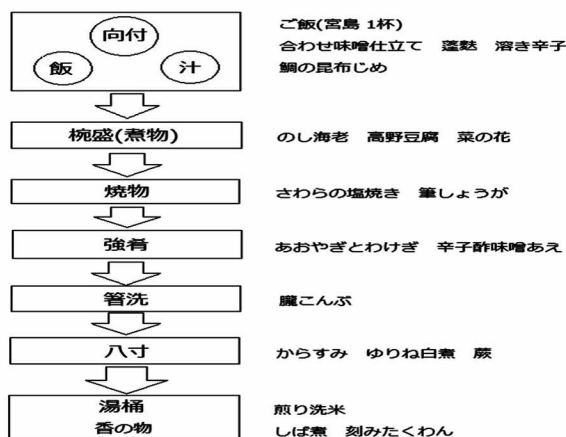 向付
飯 汁
ご飯(宮島 1杯)
合わせ味噌仕立て 蓬麩 溶き辛子
鯛の昆布じめ
椀盛(煮物)
のし海老 高野豆腐 菜の花
焼物
さわらの塩焼き 筆しょうが
強肴
あおやぎとわけぎ 辛子酢味噌あえ
箸洗
朧こんぶ
八寸
からすみ ゆりね白煮 蕨
湯桶
香の物
煎り洗米
しば煮 刻みたくわん